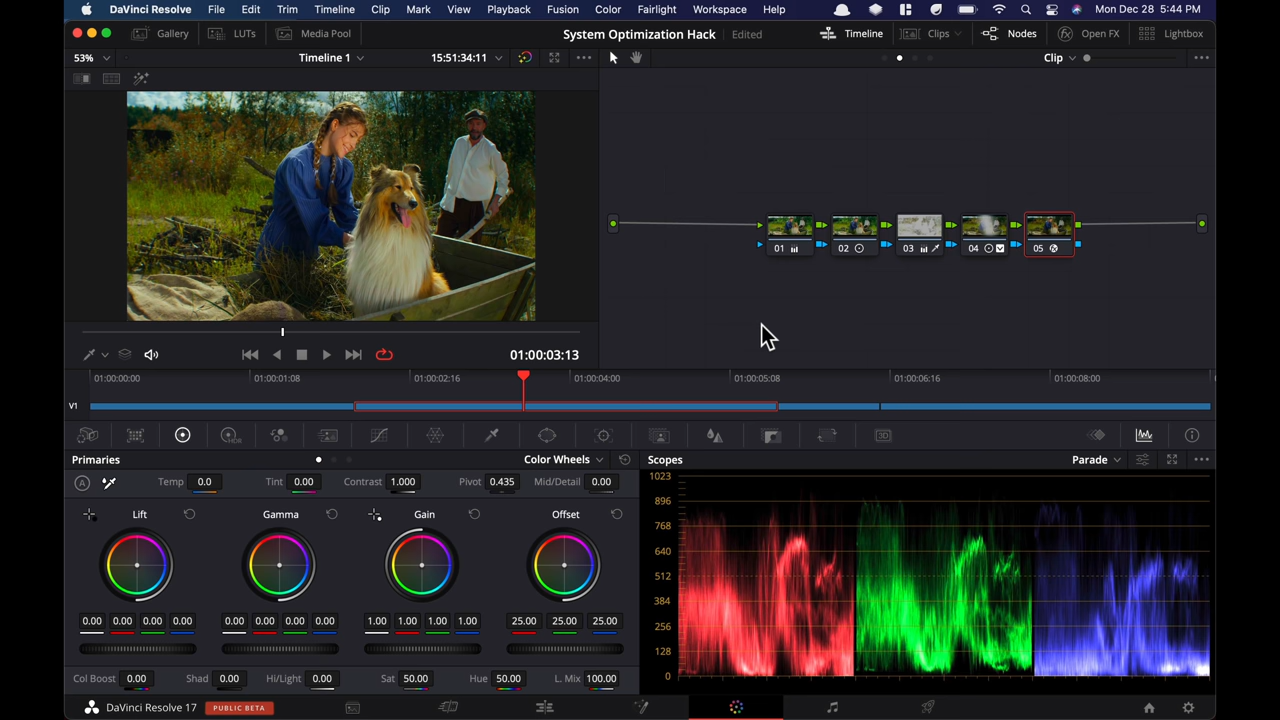 DaVinci Resolve File Edit Trim Timeline Clip Mark View Playback Fusion Color Fairlight Workspace Help Mon Dec 28 5:44 PM
Gallery LUTs Media Pool System Optimization Hack Edited Timeline Clips Nodes Open FX Lightbox
53% Timeline 1 15:51:34:11 Clip
01 02 03 04 05
01:00:03:13
01:00:00:00 01:00:01:08 01:00:02:16 01:00:04:00 01:00:05:08 01:00:06:16 01:00:08:00
V1
HDR 3D
Primaries Color Wheels Scopes Parade
A Temp 0.0 Tint 0.00 Contrast 1.000 Pivot 0.435 Mid/Detail 0.00
Lift Gamma Gain Offset
0.00 0.00 0.00 0.00 0.00 0.00 0.00 0.00 1.00 1.00 1.00 1.00 25.00 25.00 25.00
Col Boost 0.00 Shad 0.00 Hi/Light 0.00 Sat 50.00 Hue 50.00 L. Mix 100.00
1023
896
768
640
512
384
256
128
0
DaVinci Resolve 17 PUBLIC BETA